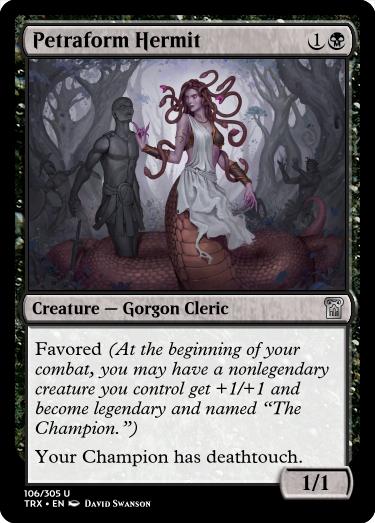 Petraform Hermit 1
Creature — Gorgon Cleric
Favored (At the beginning of your
combat, you may have a nonlegendary
creature you control get +1/+1 and
become legendary and named “The
Champion.”)
Your Champion has deathtouch.
1/1
106/305 U
TRX • EN David Swanson